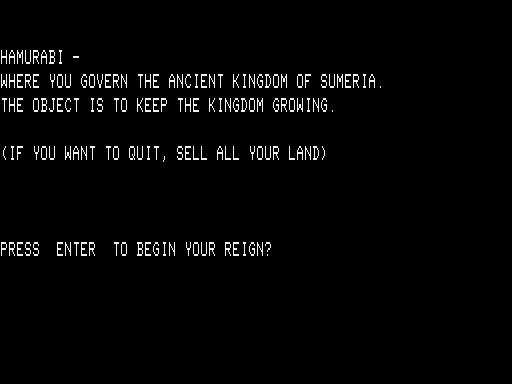 HAMURABI -
WHERE YOU GOVERN THE ANCIENT KINGDOM OF SUMERIA.
THE OBJECT IS TO KEEP THE KINGDOM GROWING.
(IF YOU WANT TO QUIT, SELL ALL YOUR LAND)
PRESS  ENTER  TO BEGIN YOUR REIGN?